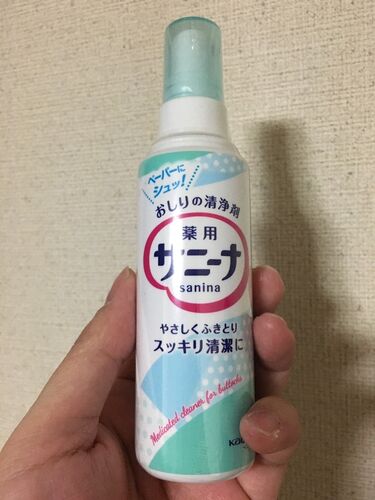 ペーパーに
シュッ!
おしりの清浄剤
薬用
サニーナ
sanina
やさしくふきとり
スッキリ清潔に
Medicated cleaner for buttocks